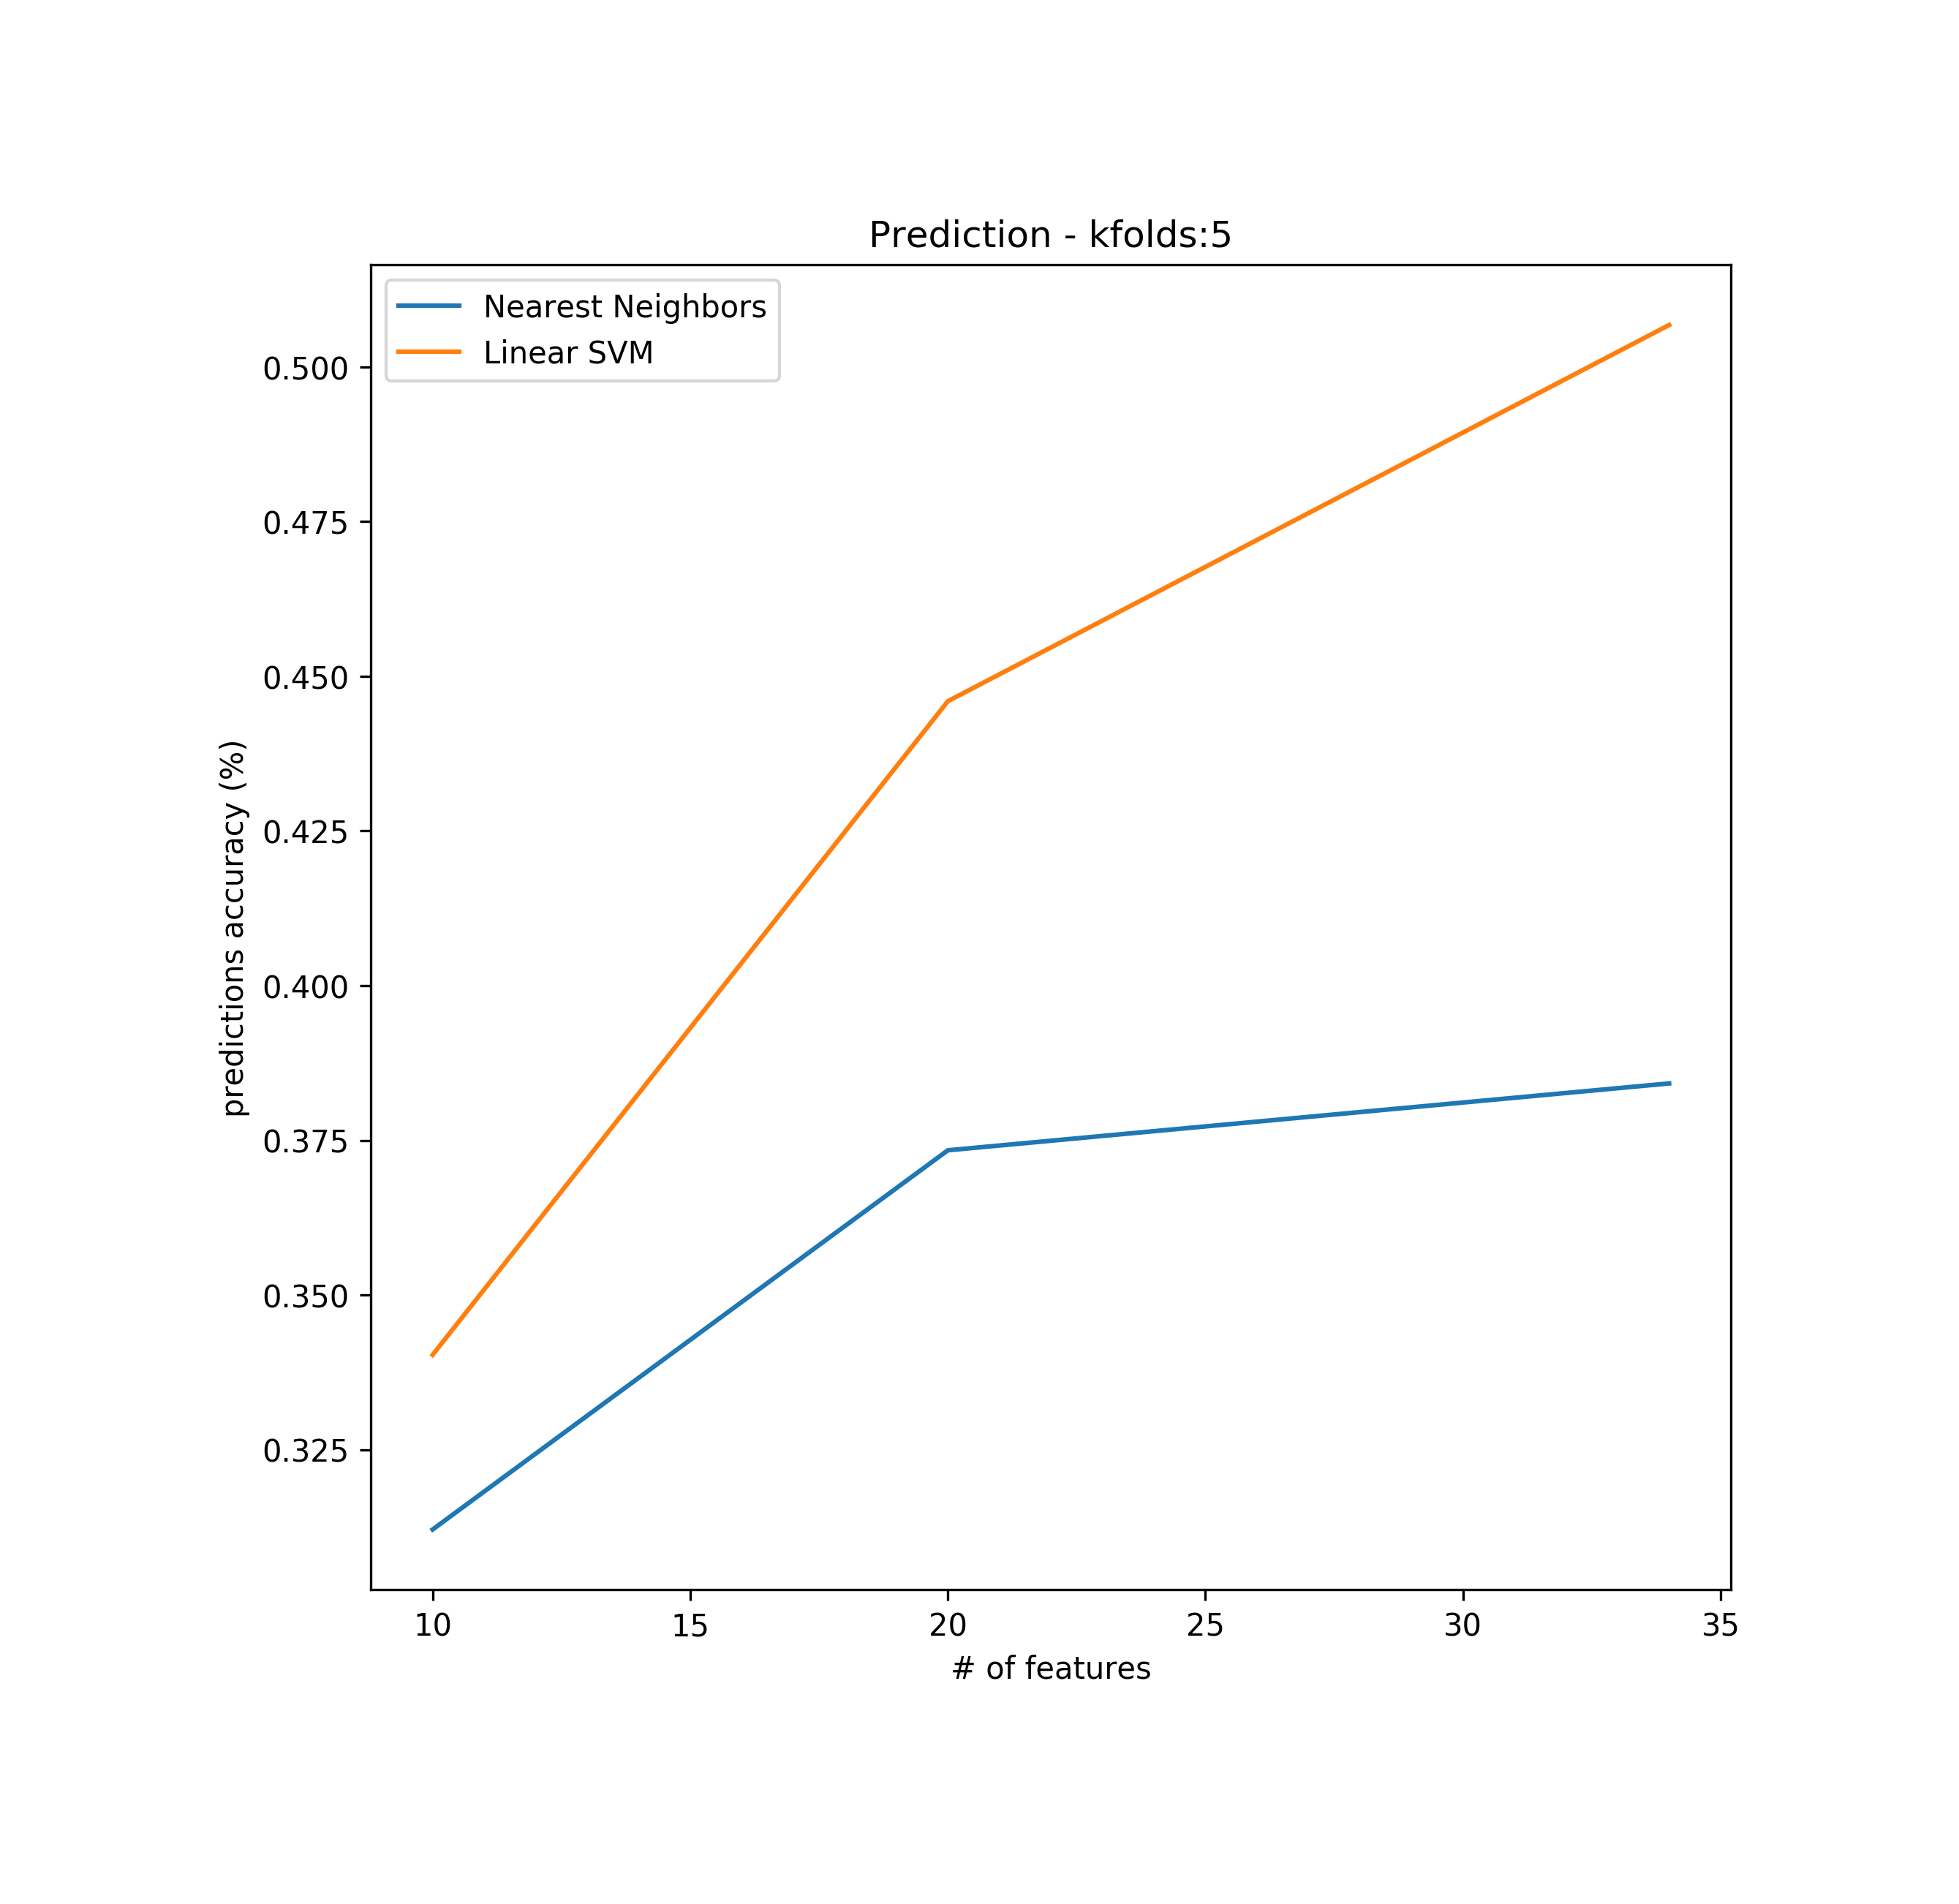 Prediction - kfolds:5
Nearest Neighbors
Linear SVM
predictions accuracy (%)
0.500
0.475
0.450
0.425
0.400
0.375
0.350
0.325
10 15 20 25 30 35
# of features